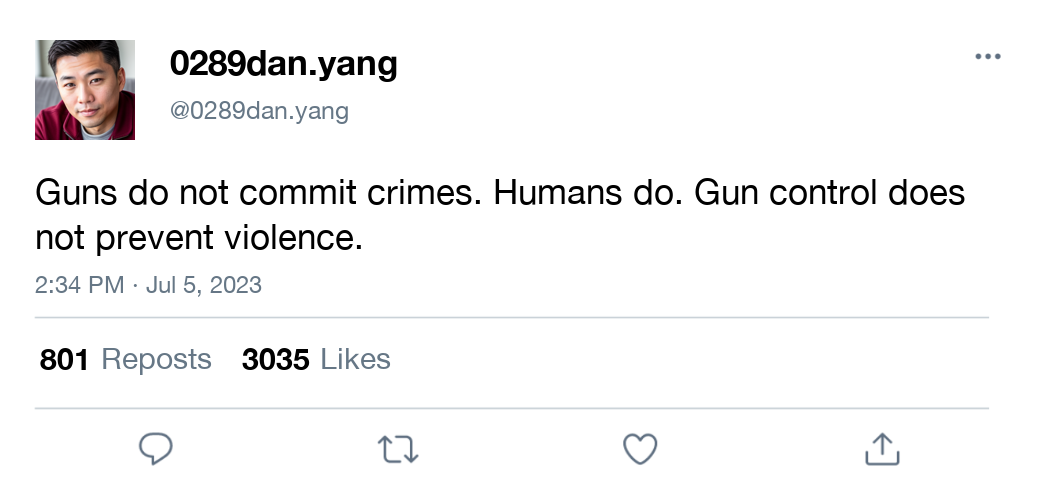 0289dan.yang
@0289dan.yang
Guns do not commit crimes. Humans do. Gun control does
not prevent violence.
2:34 PM · Jul 5, 2023
801 Reposts 3035 Likes